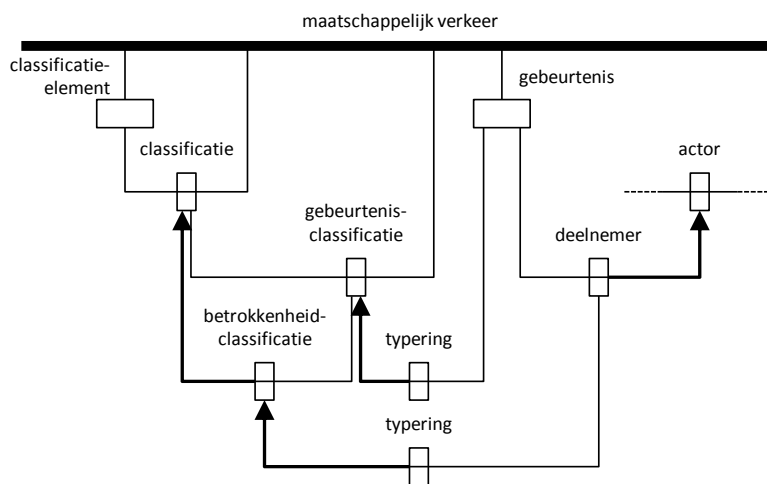 maatschappelijk verkeer
classificatie-
element
gebeurtenis
classificatie
actor
gebeurtenis-
classificatie
deelnemer
betrokkenheid-
classificatie
typering
typering